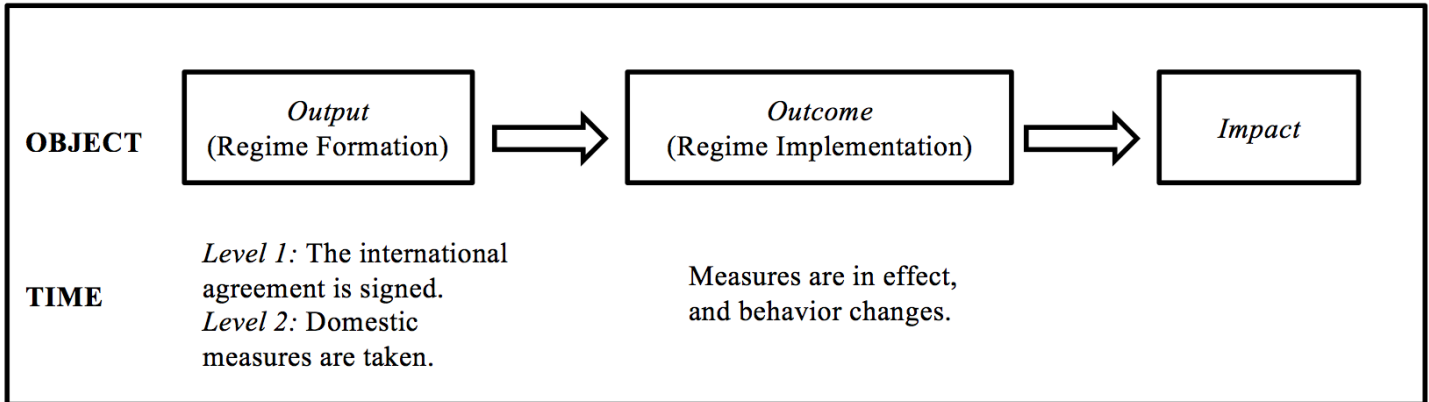 OBJECT
Output
(Regime Formation)
Outcome
(Regime Implementation)
Impact
TIME
Level 1: The international
agreement is signed.
Level 2: Domestic
measures are taken.
Measures are in effect,
and behavior changes.